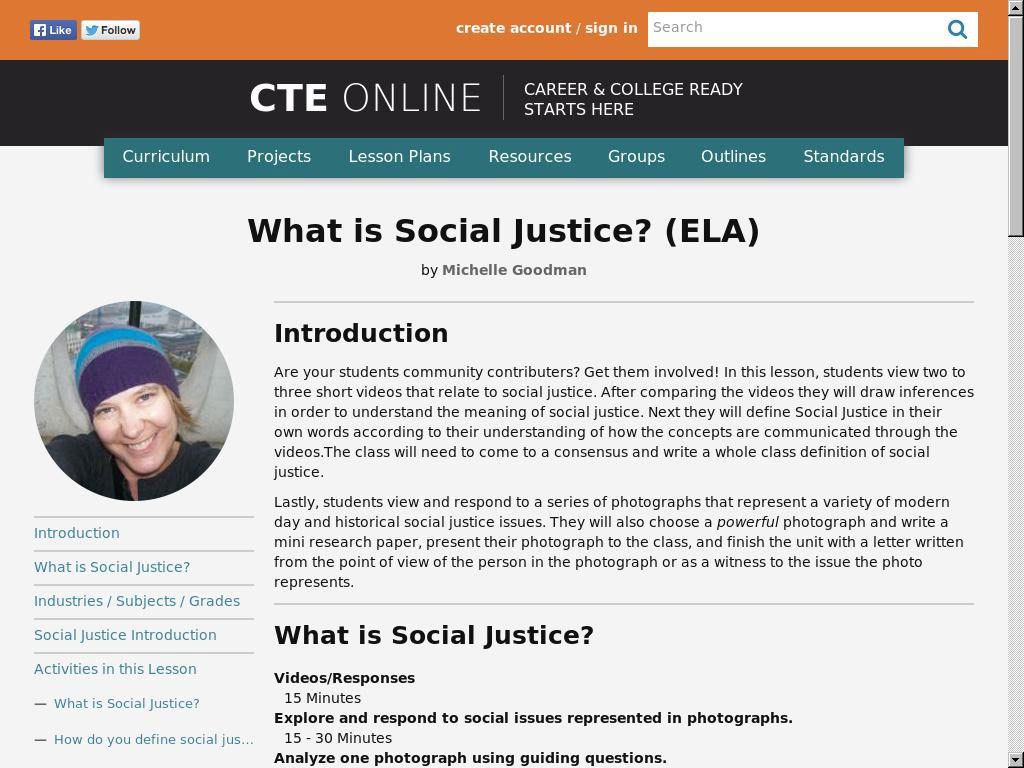 Like
Follow
create account / sign in
Search
CTE ONLINE
CAREER & COLLEGE READY
STARTS HERE
Curriculum
Projects
Lesson Plans
Resources
Groups
Outlines
Standards
What is Social Justice? (ELA)
by Michelle Goodman
Introduction
What is Social Justice?
Industries / Subjects / Grades
Social Justice Introduction
Activities in this Lesson
— What is Social Justice?
— How do you define social jus...
Introduction
Are your students community contributers? Get them involved! In this lesson, students view two to
three short videos that relate to social justice. After comparing the videos they will draw inferences
in order to understand the meaning of social justice. Next they will define Social Justice in their
own words according to their understanding of how the concepts are communicated through the
videos.The class will need to come to a consensus and write a whole class definition of social
justice.
Lastly, students view and respond to a series of photographs that represent a variety of modern
day and historical social justice issues. They will also choose a powerful photograph and write a
mini research paper, present their photograph to the class, and finish the unit with a letter written
from the point of view of the person in the photograph or as a witness to the issue the photo
represents.
What is Social Justice?
Videos/Responses
15 Minutes
Explore and respond to social issues represented in photographs.
15 - 30 Minutes
Analyze one photograph using guiding questions.